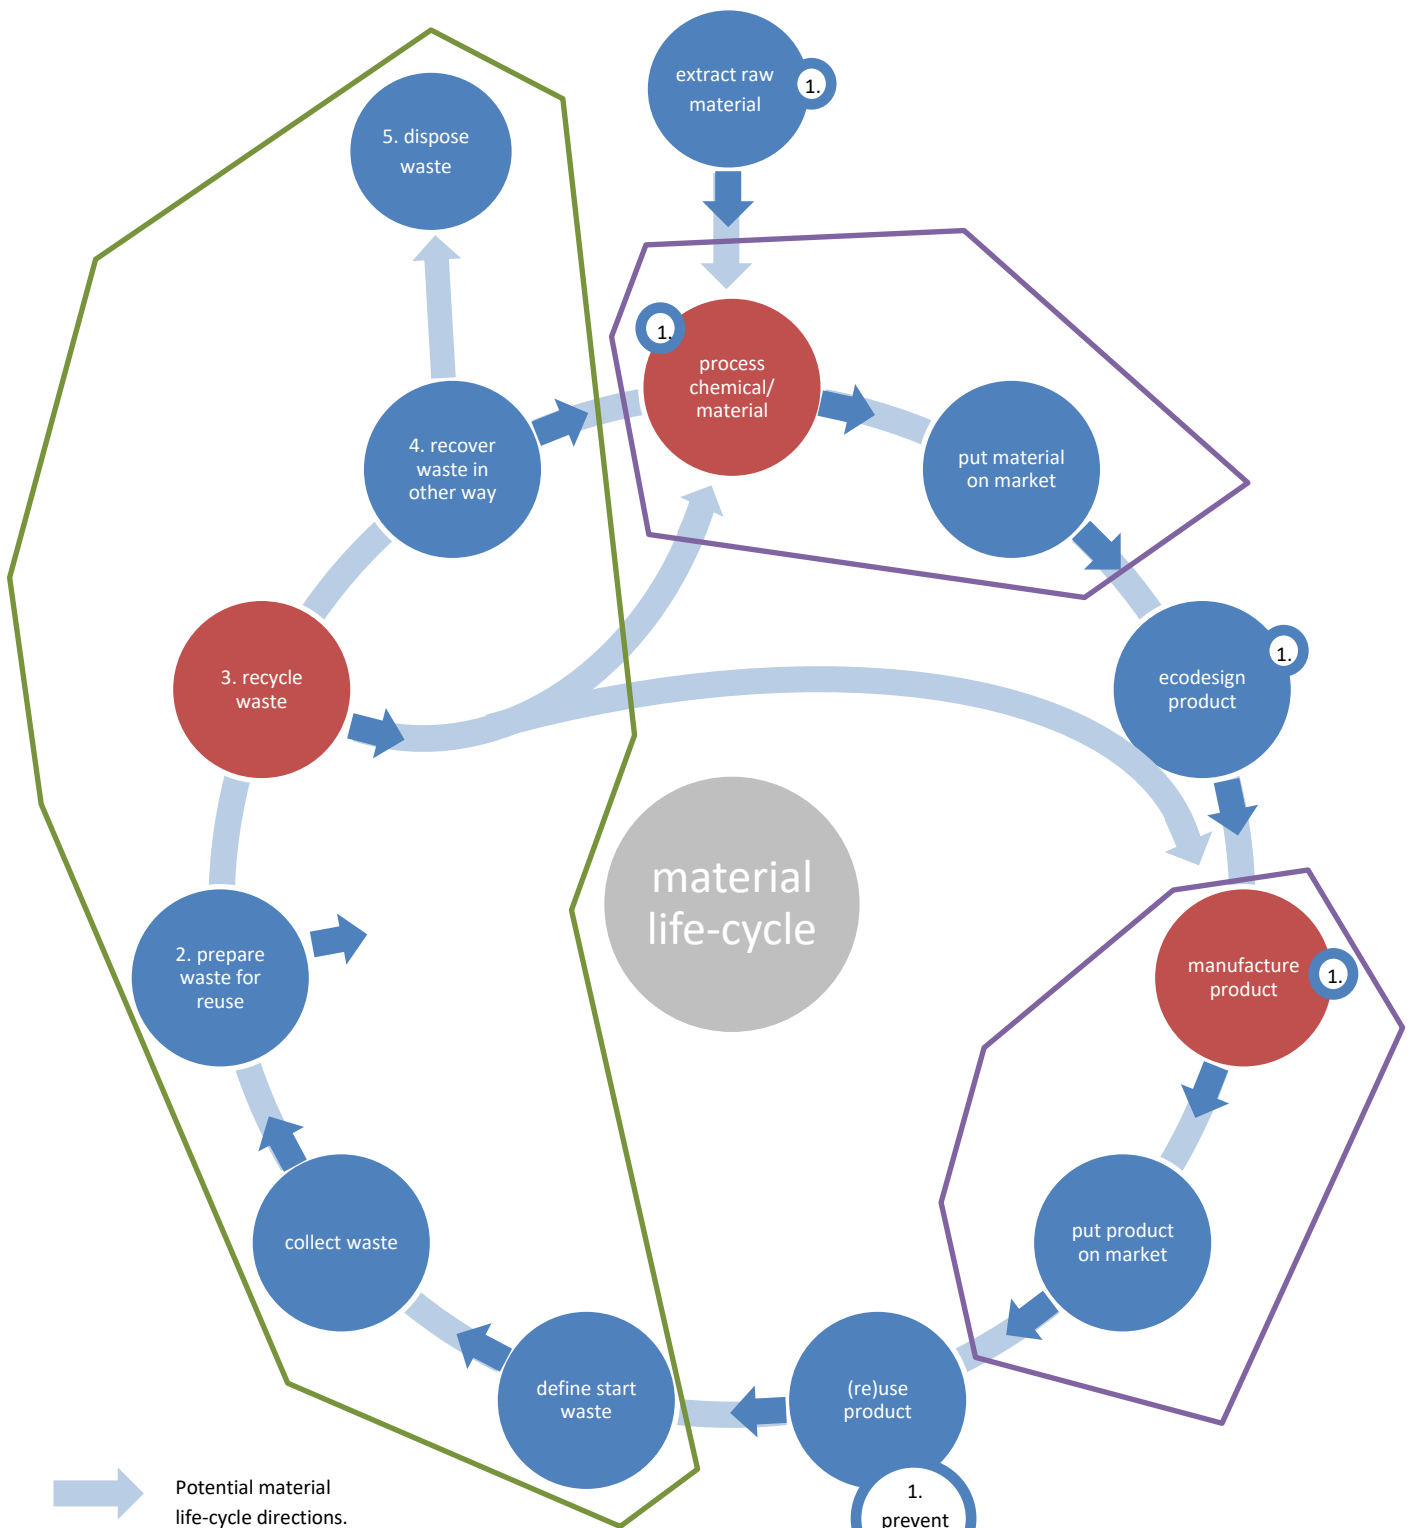 extract raw
material
1.
5. dispose
waste
1.
process
chemical/
material
4. recover
waste in
other way
put material
on market
1.
ecodesign
product
3. recycle
waste
material
life-cycle
manufacture
product
1.
2. prepare
waste for
reuse
put product
on market
collect waste
(re)use
product
define start
waste
1.
prevent
Potential material
life-cycle directions.